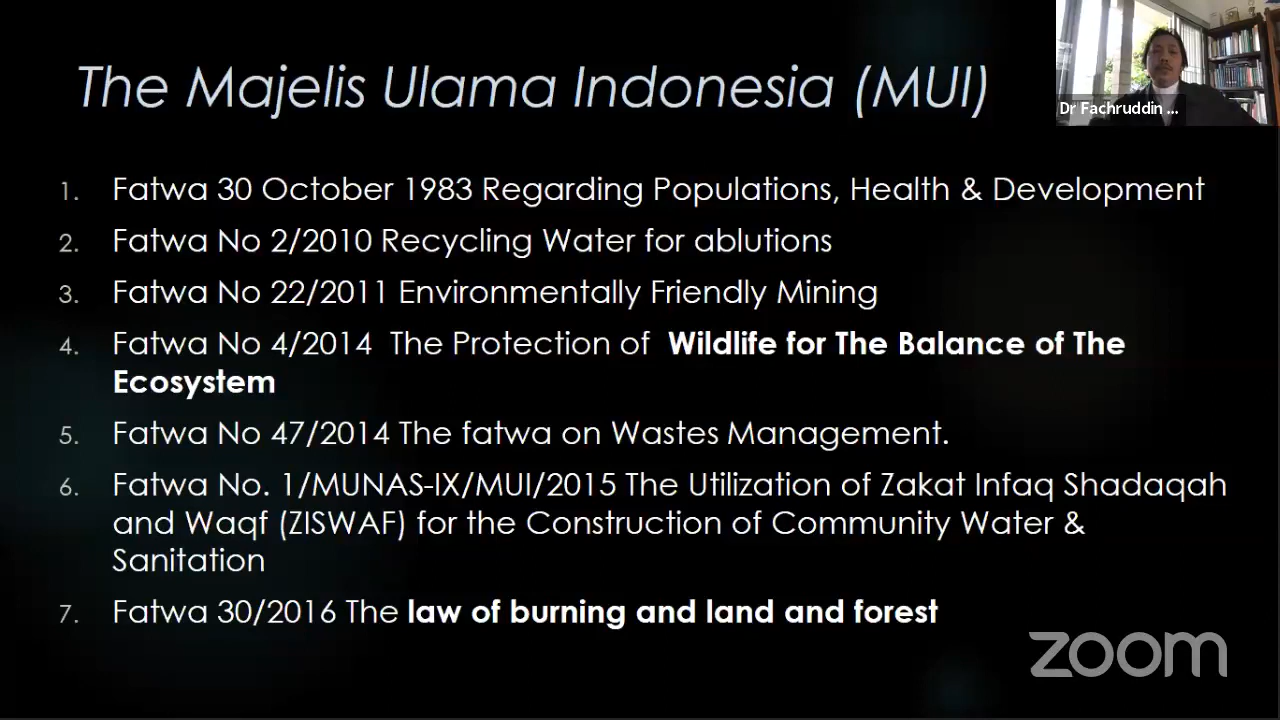 The Majelis Ulama Indonesia (MUI)
Dr Fachruddin ...
1. Fatwa 30 October 1983 Regarding Populations, Health & Development
2. Fatwa No 2/2010 Recycling Water for ablutions
3. Fatwa No 22/2011 Environmentally Friendly Mining
4. Fatwa No 4/2014 The Protection of Wildlife for The Balance of The
Ecosystem
5. Fatwa No 47/2014 The fatwa on Wastes Management.
6. Fatwa No. 1/MUNAS-IX/MUI/2015 The Utilization of Zakat Infaq Shadaqah
and Waqf (ZISWAF) for the Construction of Community Water &
Sanitation
7. Fatwa 30/2016 The law of burning and land and forest
zoom